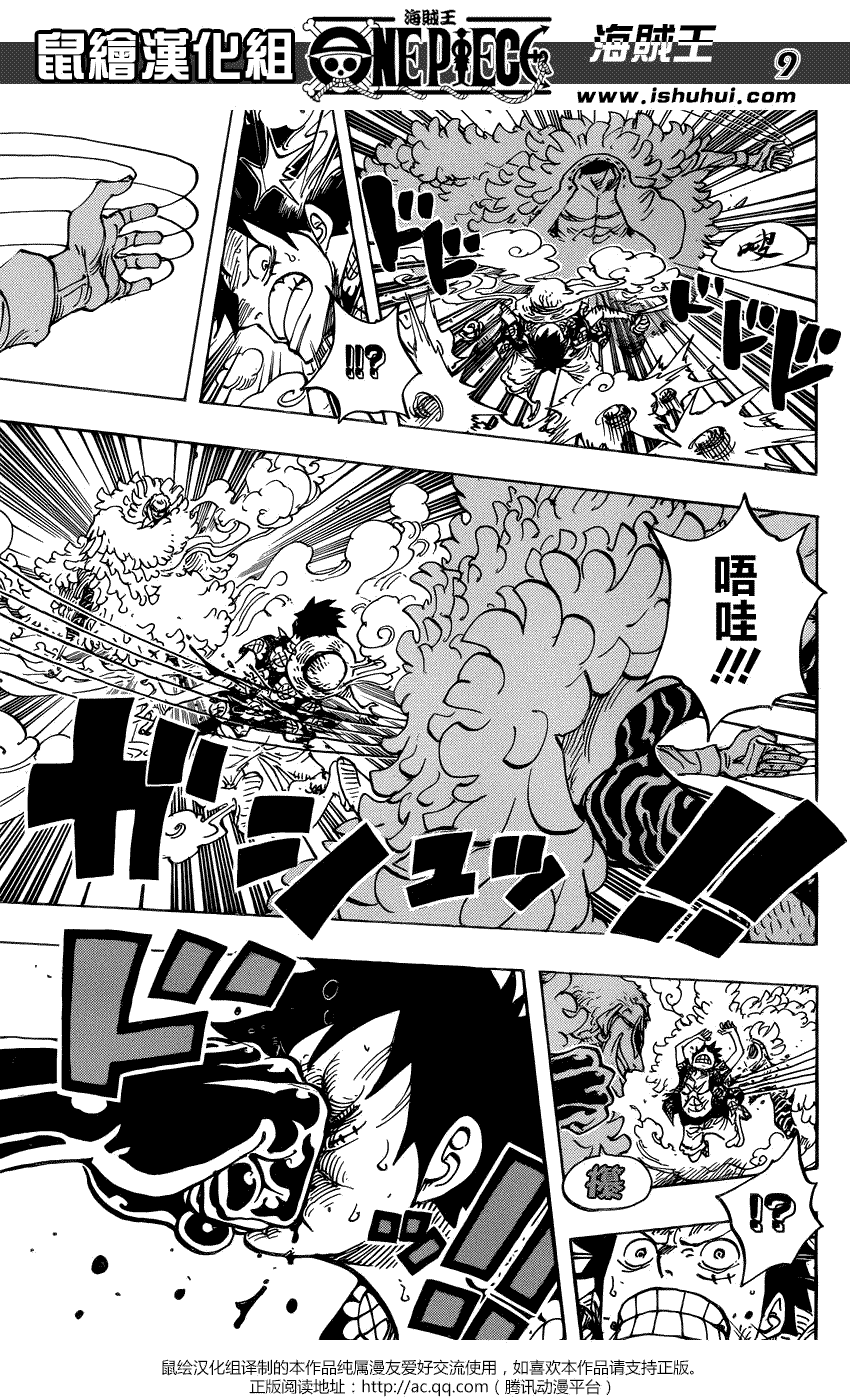 鼠繪漢化組
海賊王
ONE PIECE
海賊王
9
www.ishuhui.com
嗖
ドドド
ドドド
!!?
唔哇!!!
ガシュッ!!
攥
!?
ドドド!!
鼠绘汉化组译制的本作品纯属漫友爱好交流使用，如喜欢本作品请支持正版。
正版阅读地址：http://ac.qq.com（腾讯动漫平台）